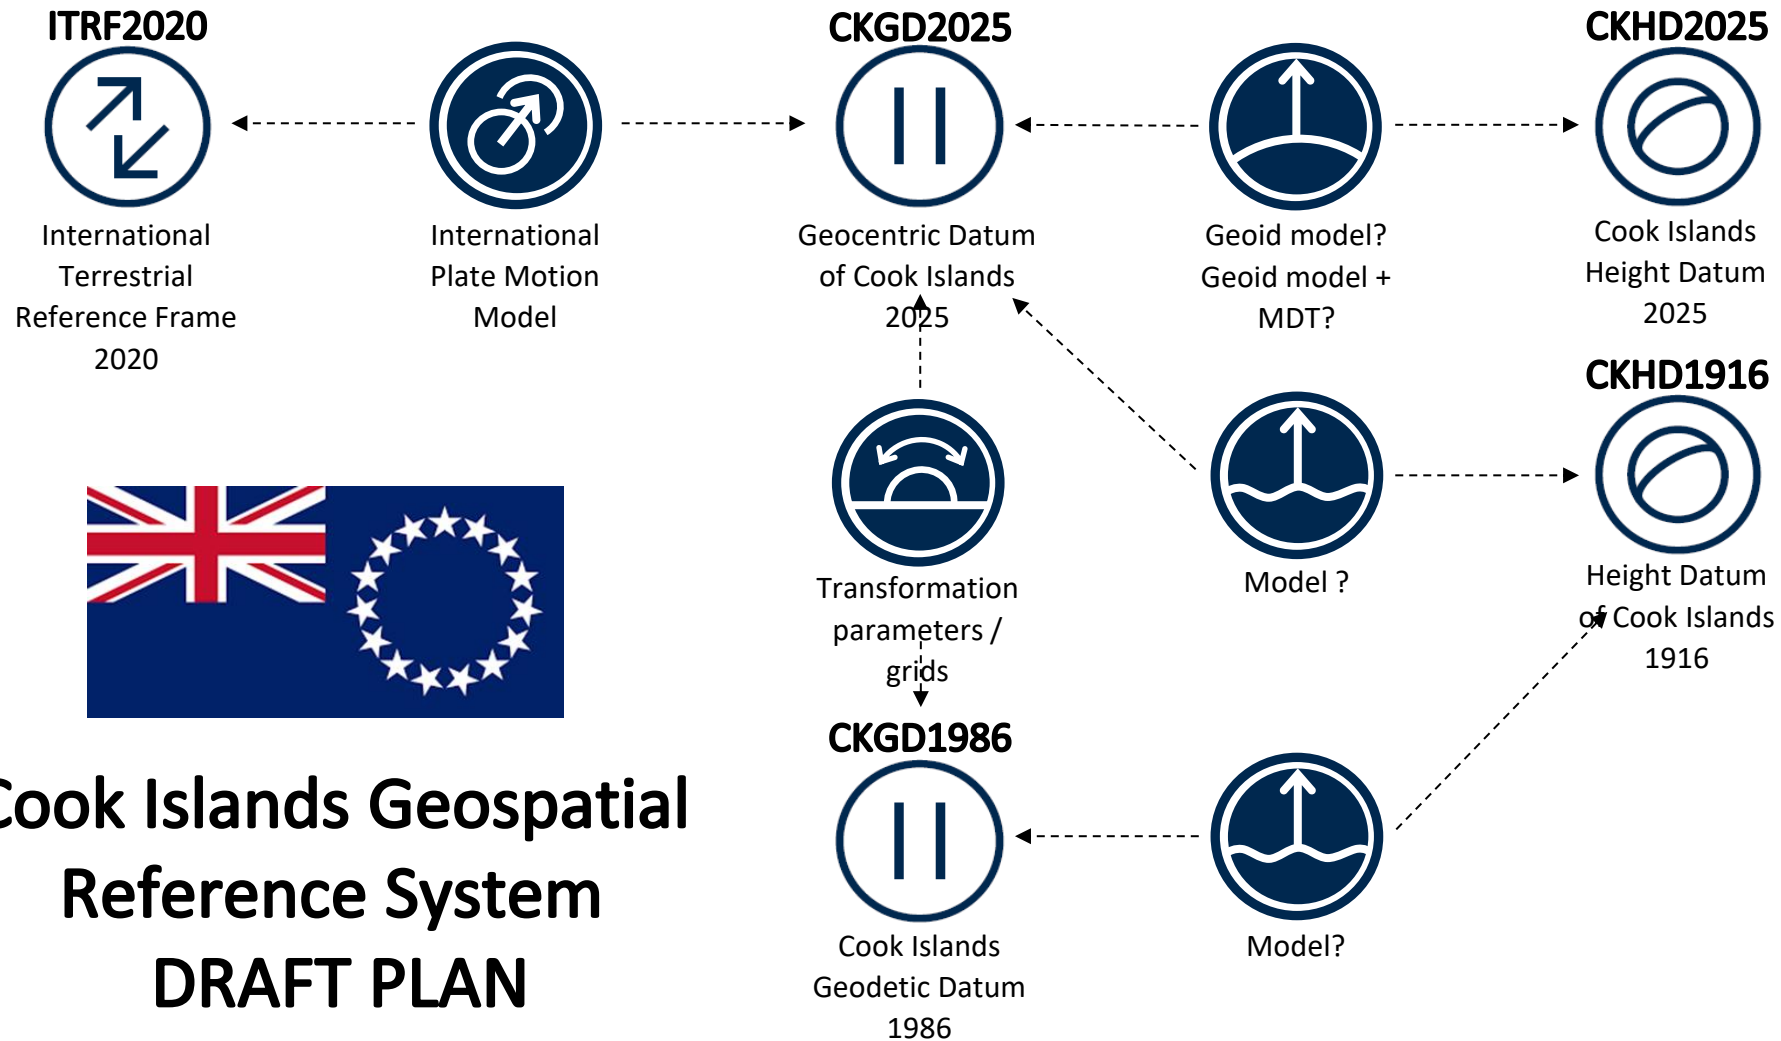 ITRF2020
International
Terrestrial
Reference Frame
2020
International
Plate Motion
Model
CKGD2025
Geocentric Datum
of Cook Islands
2025
Geoid model?
Geoid model +
MDT?
CKHD2025
Cook Islands
Height Datum
2025
Transformation
parameters /
grids
Model ?
CKHD1916
Height Datum
of Cook Islands
1916
CKGD1986
Cook Islands
Geodetic Datum
1986
Model?
Cook Islands Geospatial
Reference System
DRAFT PLAN